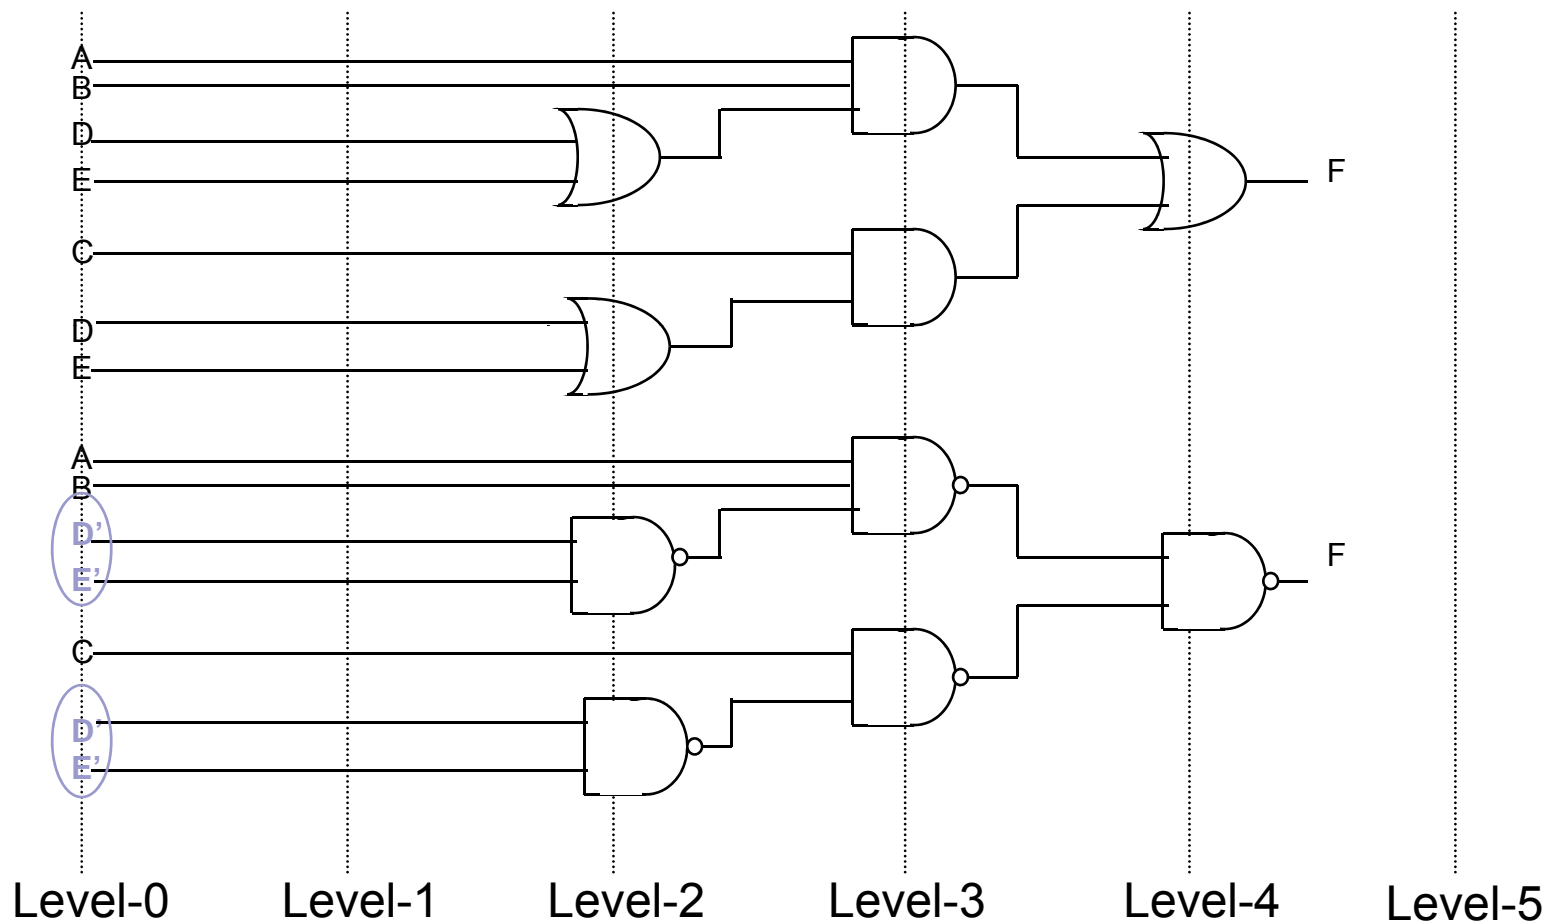 A
B
D
E
F
C
D
E
A
B
D’
E’
F
C
D’
E’
Level-0 Level-1 Level-2 Level-3 Level-4 Level-5